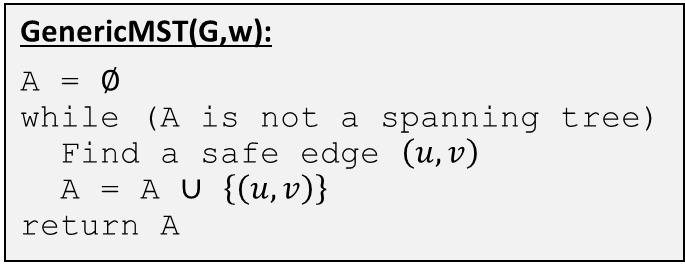 GenericMST(G,w):
A = ∅
while (A is not a spanning tree)
Find a safe edge (u,v)
A = A ∪ {(u,v)}
return A